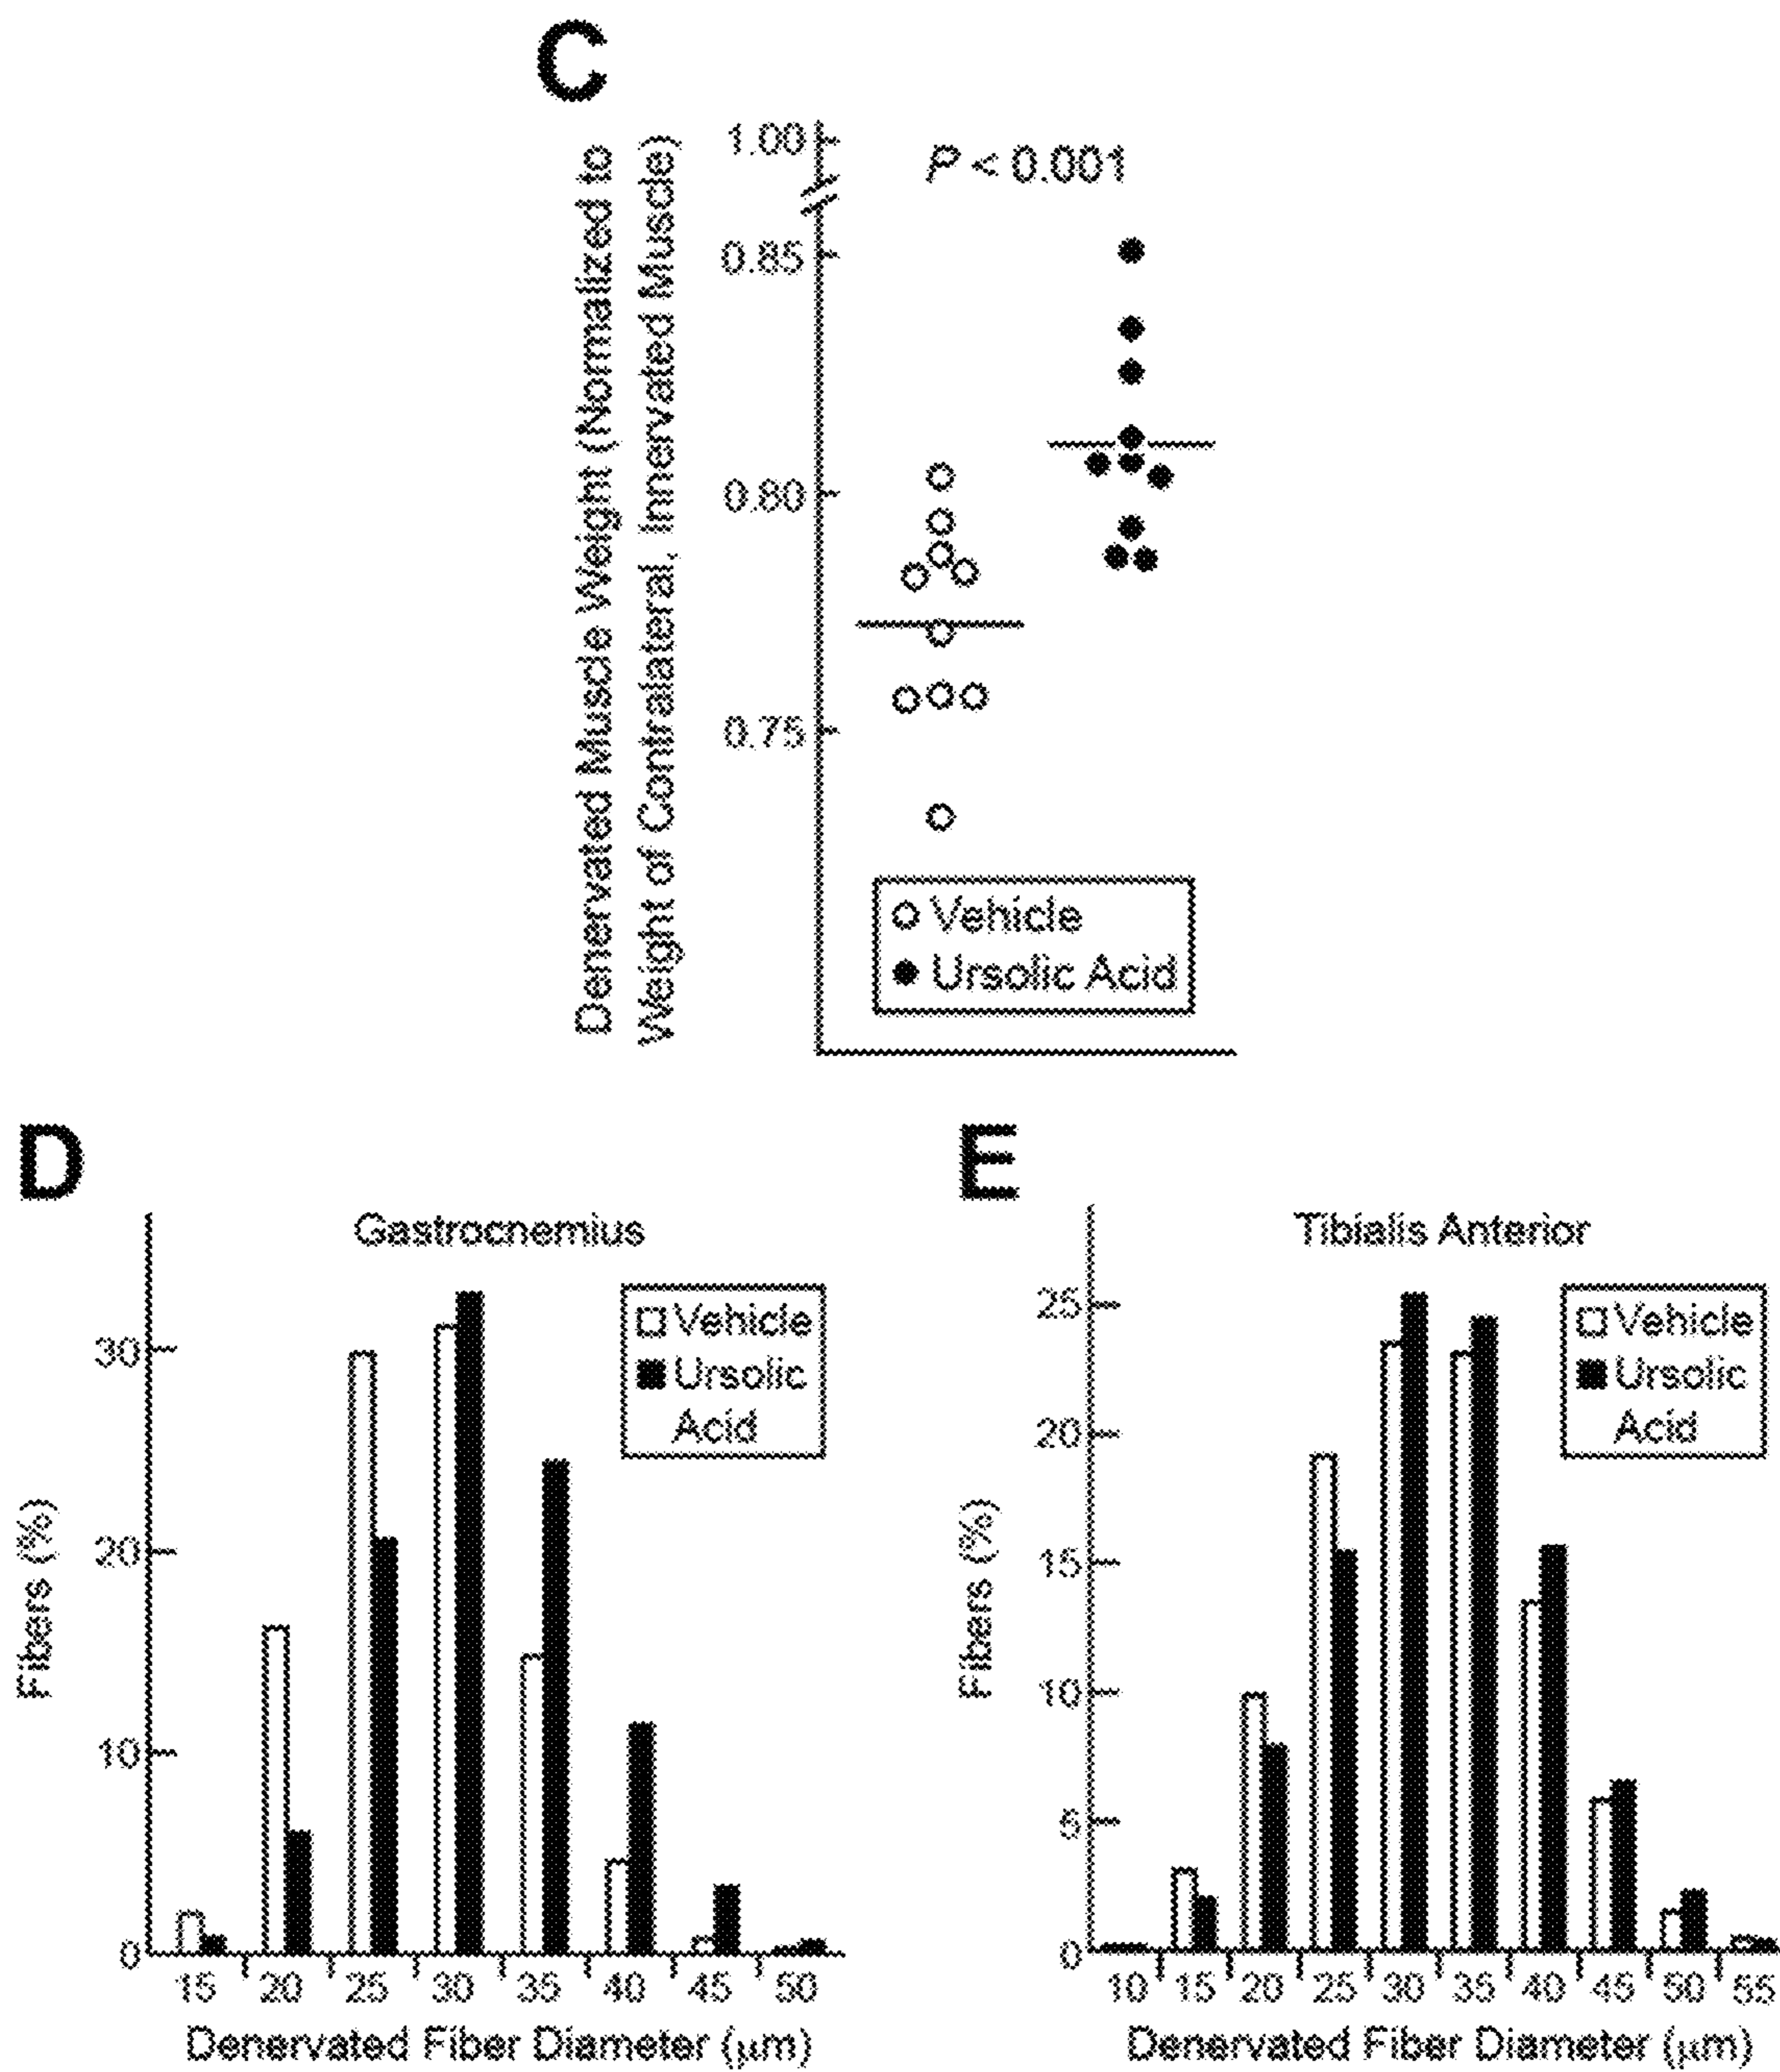 C
Denervated Muscle Weight (Normalized to
Weight of Contralateral, Innervated Muscle)
1.00
0.85
0.80
0.75
P < 0.001
Vehicle
Ursolic Acid
D
Gastrocnemius
Vehicle
Ursolic
Acid
Fibers (%)
30
20
10
0
15 20 25 30 35 40 45 50
Denervated Fiber Diameter (μm)
E
Tibialis Anterior
Vehicle
Ursolic
Acid
Fibers (%)
25
20
15
10
5
0
10 15 20 25 30 35 40 45 50 55
Denervated Fiber Diameter (μm)